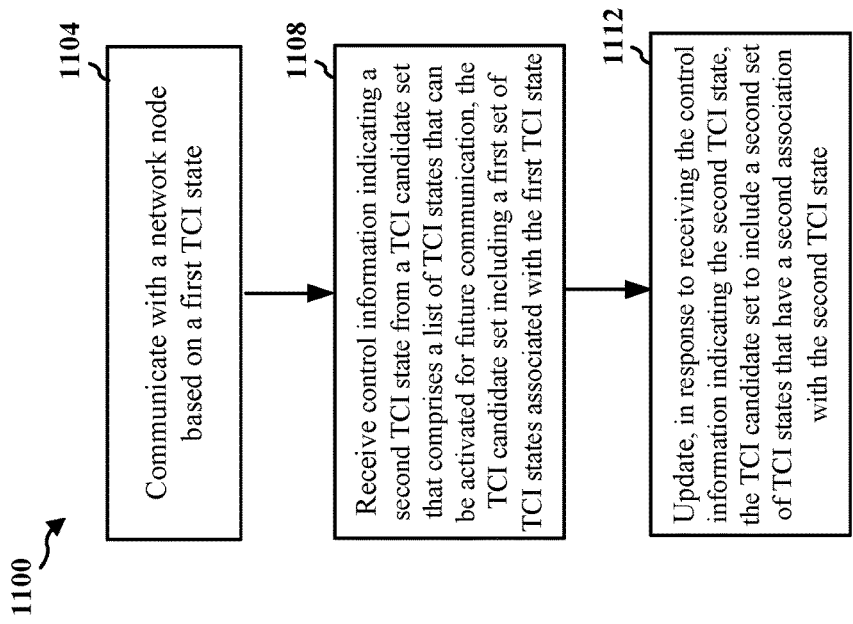 1100
1104
Communicate with a network node
based on a first TCI state
1108
Receive control information indicating a
second TCI state from a TCI candidate set
that comprises a list of TCI states that can
be activated for future communication, the
TCI candidate set including a first set of
TCI states associated with the first TCI state
1112
Update, in response to receiving the control
information indicating the second TCI state,
the TCI candidate set to include a second set
of TCI states that have a second association
with the second TCI state